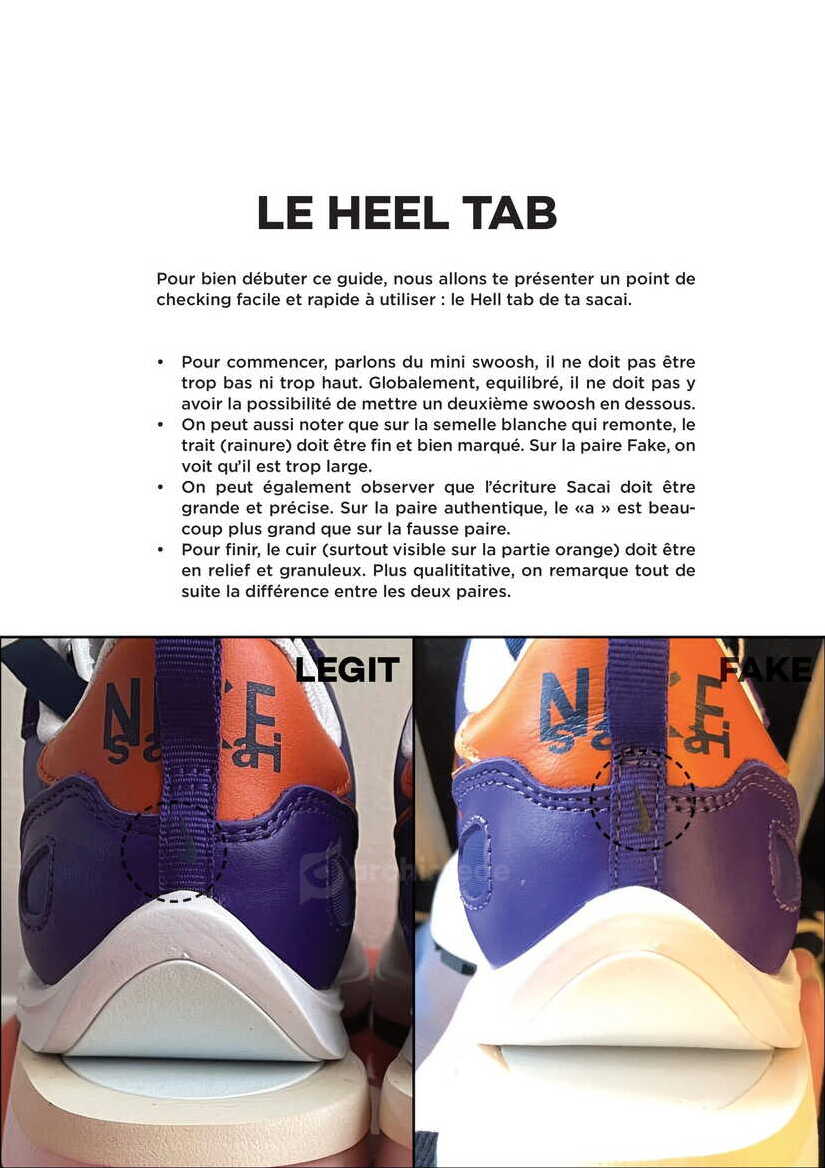 LE HEEL TAB
Pour bien débuter ce guide, nous allons te présenter un point de
checking facile et rapide à utiliser : le Hell tab de ta sacai.
• Pour commencer, parlons du mini swoosh, il ne doit pas être
trop bas ni trop haut. Globalement, equilibré, il ne doit pas y
avoir la possibilité de mettre un deuxième swoosh en dessous.
• On peut aussi noter que sur la semelle blanche qui remonte, le
trait (rainure) doit être fin et bien marqué. Sur la paire Fake, on
voit qu'il est trop large.
• On peut également observer que l'écriture Sacai doit être
grande et précise. Sur la paire authentique, le «a » est beau-
coup plus grand que sur la fausse paire.
• Pour finir, le cuir (surtout visible sur la partie orange) doit être
en relief et granuleux. Plus qualititative, on remarque tout de
suite la différence entre les deux paires.
LEGIT
FAKE